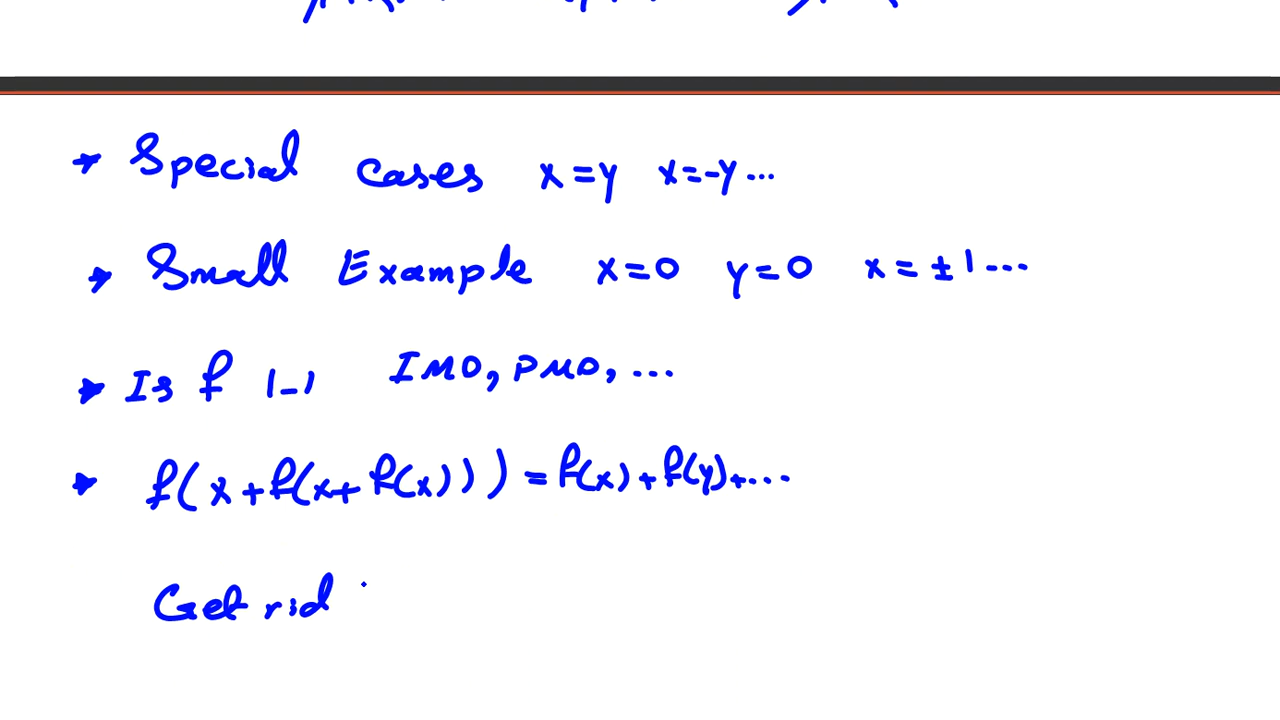 → Special cases x=y x=-y...
→ Small Example x=0 y=0 x=±1...
→ Is f 1-1 IMO, PMO, ...
→ f(x+f(x+f(x)))=f(x)+f(y)+...
Get rid